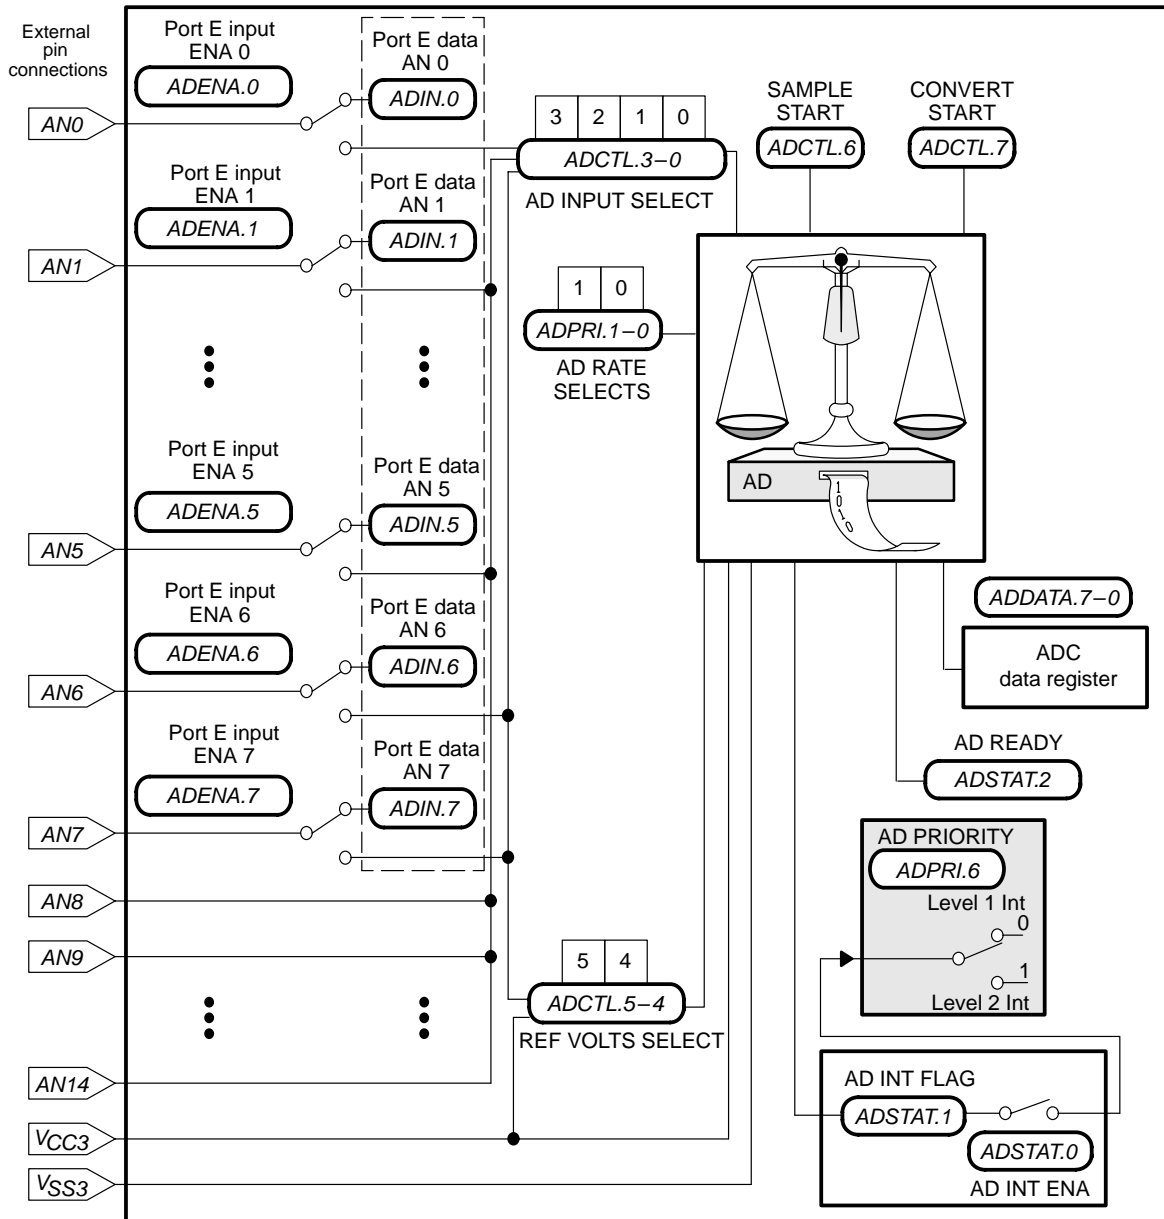 External
pin
connections
Port E input
ENA 0
ADENA.0
Port E data
AN 0
ADIN.0
AN0
3 2 1 0
ADCTL.3–0
AD INPUT SELECT
SAMPLE
START
ADCTL.6
CONVERT
START
ADCTL.7
Port E input
ENA 1
ADENA.1
Port E data
AN 1
ADIN.1
AN1
1 0
ADPRI.1–0
AD RATE
SELECTS
AD
1
0
1
0
Port E input
ENA 5
ADENA.5
Port E data
AN 5
ADIN.5
AN5
Port E input
ENA 6
ADENA.6
Port E data
AN 6
ADIN.6
AN6
ADDATA.7–0
ADC
data register
Port E input
ENA 7
ADENA.7
Port E data
AN 7
ADIN.7
AN7
AD READY
ADSTAT.2
AN8
AN9
AD PRIORITY
ADPRI.6
Level 1 Int
0
1
Level 2 Int
5 4
ADCTL.5–4
REF VOLTS SELECT
AN14
VCC3
VSS3
AD INT FLAG
ADSTAT.1
ADSTAT.0
AD INT ENA